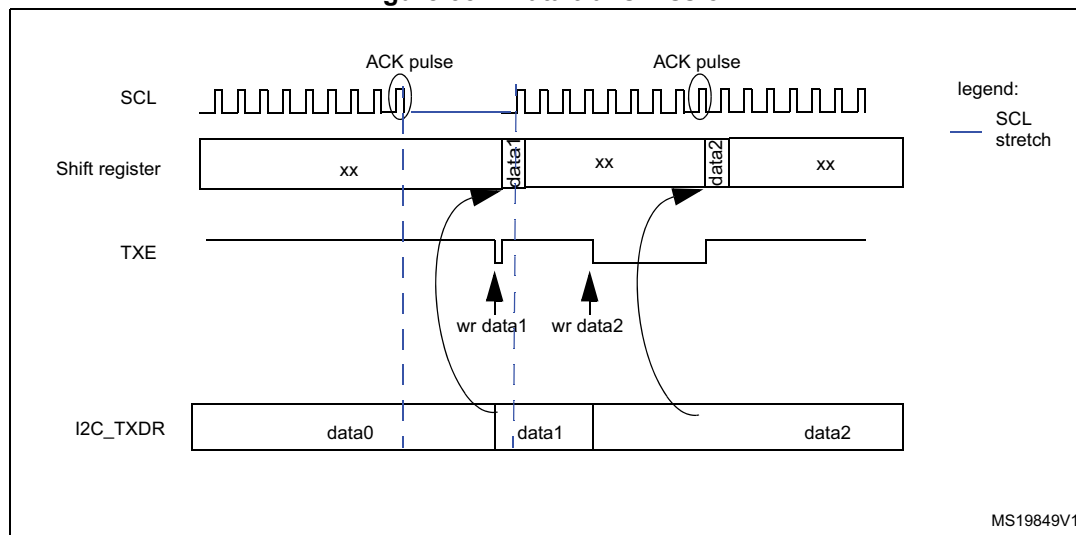 ACK pulse
ACK pulse
SCL
legend:
SCL
stretch
Shift register
xx
data1
xx
data2
xx
TXE
wr data1
wr data2
I2C_TXDR
data0
data1
data2
MS19849V1